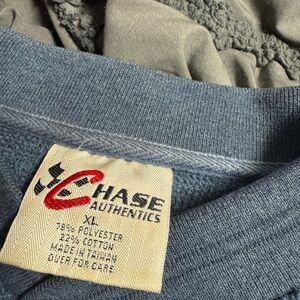 CHASE
AUTHENTICS
XL
78% POLYESTER
22% COTTON
MADE IN TAIWAN
OVER FOR CARE